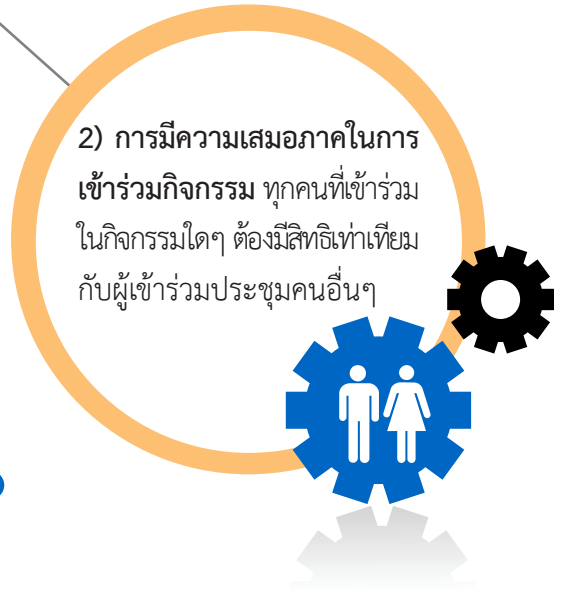 2) การมีความเสมอภาคในการ
เข้าร่วมกิจกรรม ทุกคนที่เข้าร่วม
ในกิจกรรมใดๆ ต้องมีสิทธิเท่าเทียม
กับผู้เข้าร่วมประชุมคนอื่นๆ